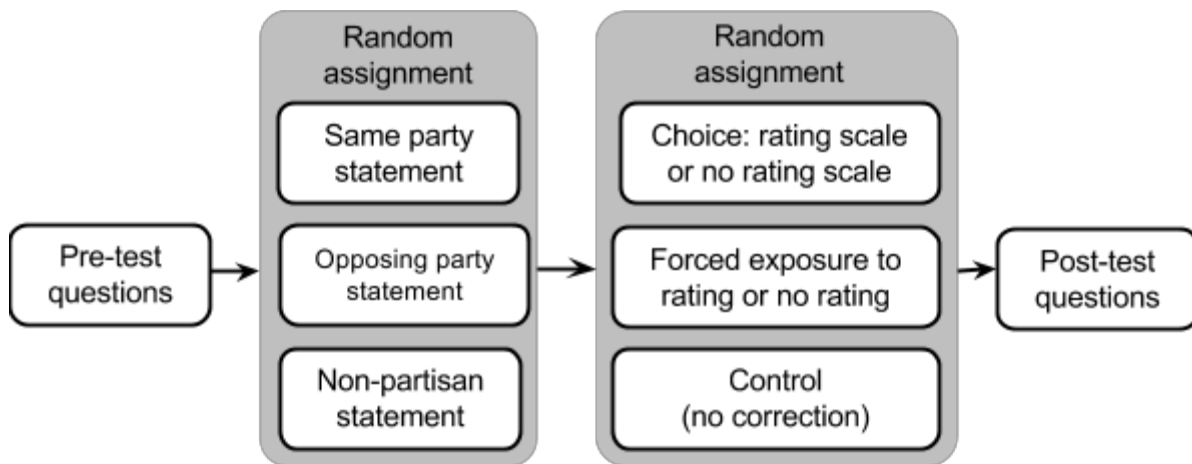 Pre-test
questions
Random
assignment
Same party
statement
Opposing party
statement
Non-partisan
statement
Random
assignment
Choice: rating scale
or no rating scale
Forced exposure to
rating or no rating
Control
(no correction)
Post-test
questions